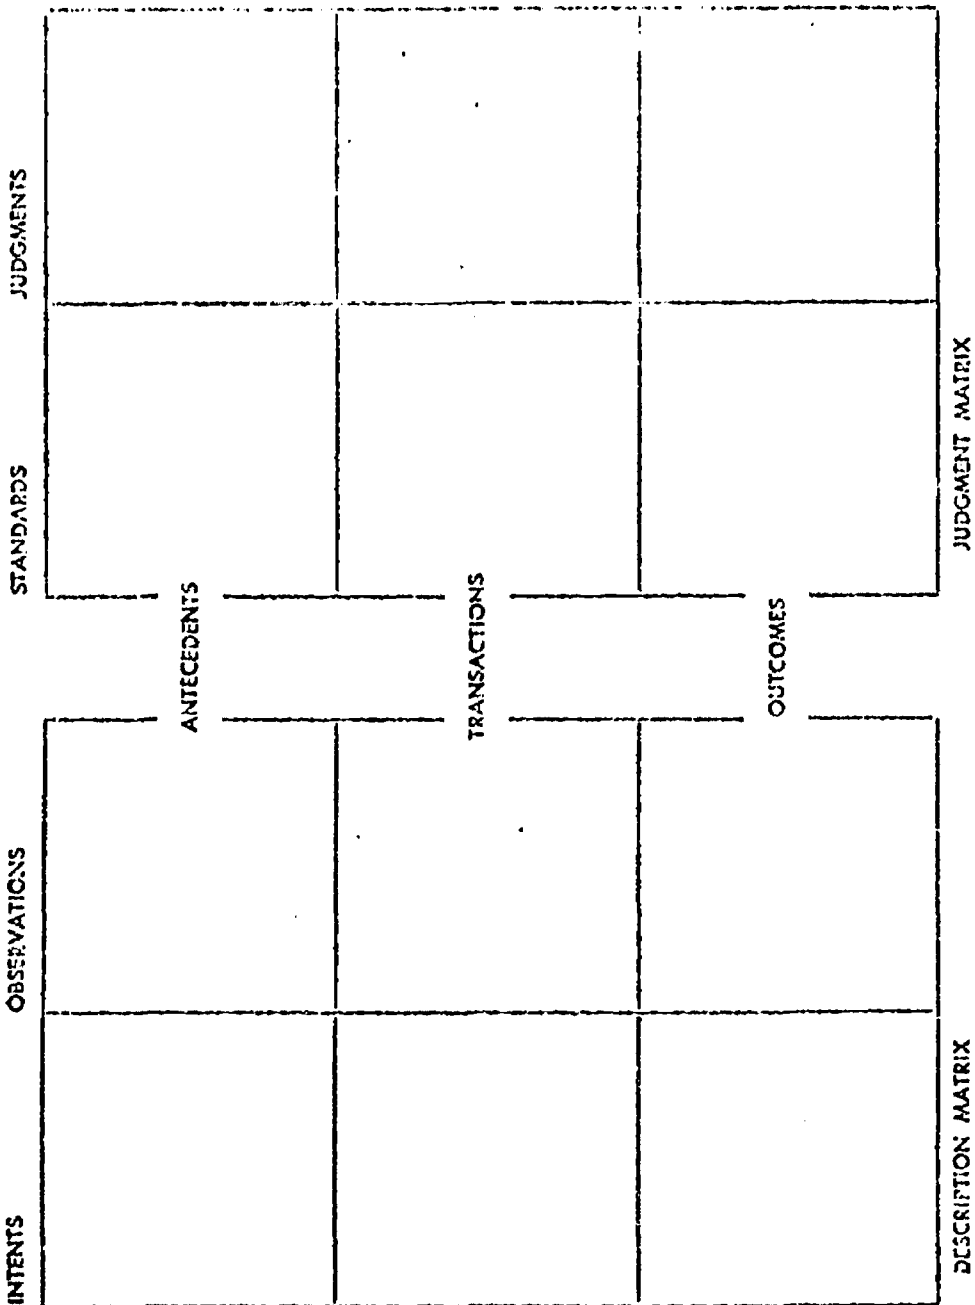 INTENTS OBSERVATIONS STANDARDS JUDGMENTS
ANTECEDENTS
TRANSACTIONS
OUTCOMES
DESCRIPTION MATRIX JUDGMENT MATRIX